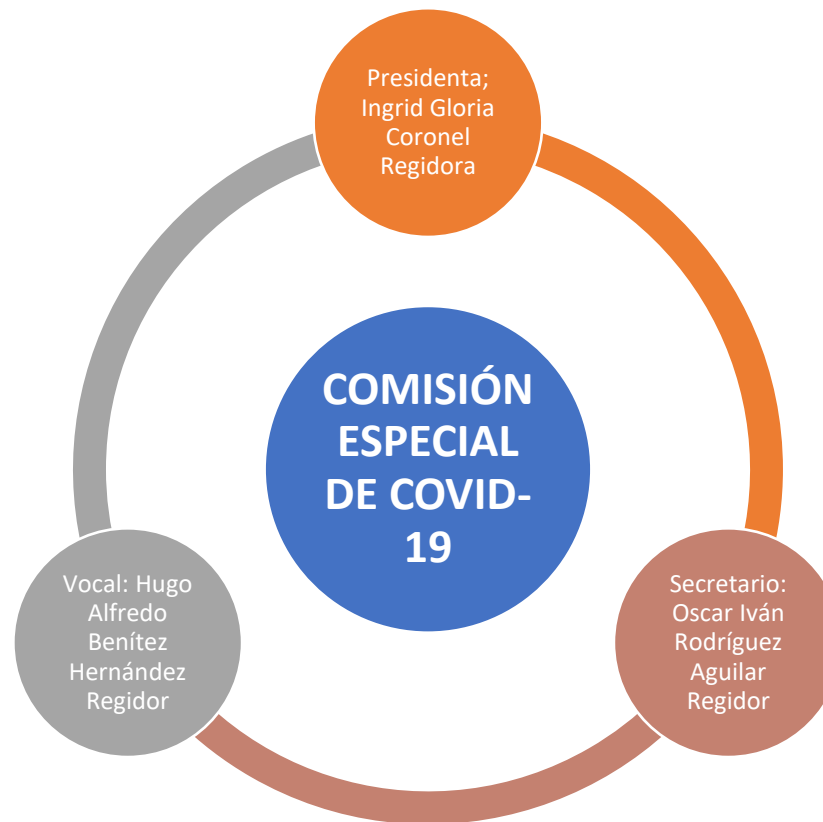 Presidenta;
Ingrid Gloria
Coronel
Regidora
COMISIÓN
ESPECIAL
DE COVID-
19
Vocal: Hugo
Alfredo
Benítez
Hernández
Regidor
Secretario:
Oscar Iván
Rodríguez
Aguilar
Regidor